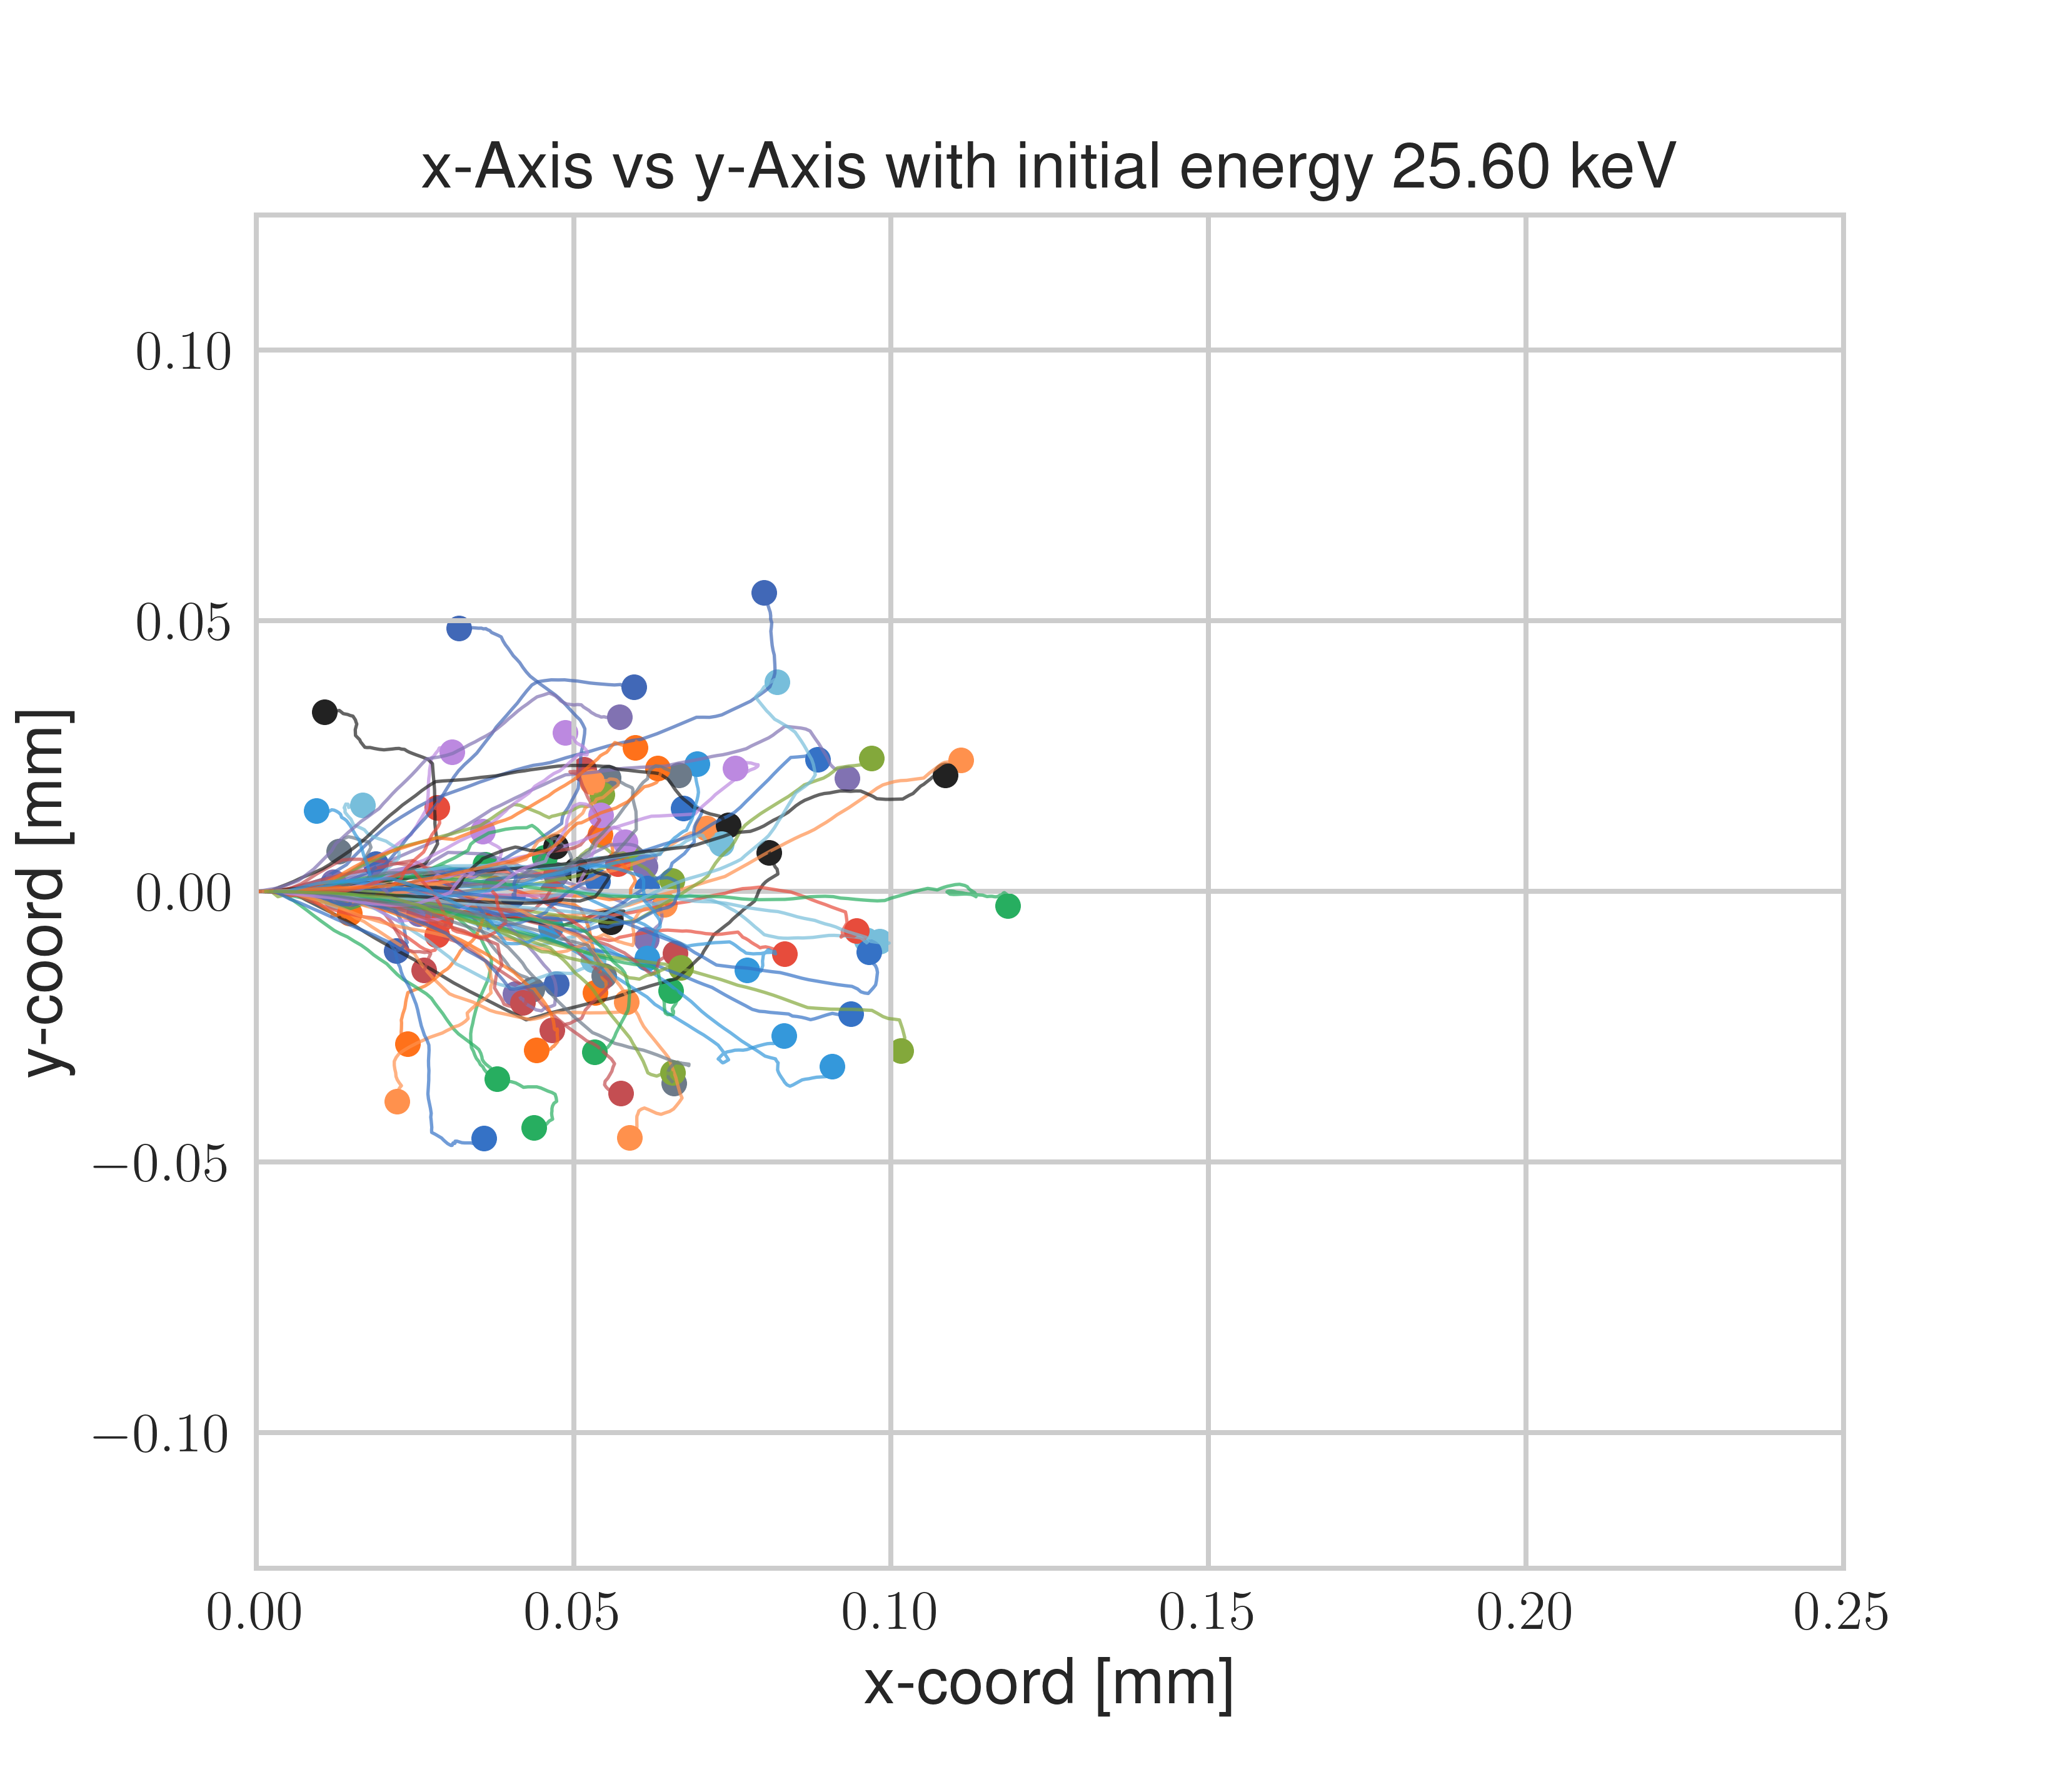 x-Axis vs y-Axis with initial energy 25.60 keV
0.10
0.05
0.00
−0.05
−0.10
y-coord [mm]
0.00 0.05 0.10 0.15 0.20 0.25
x-coord [mm]